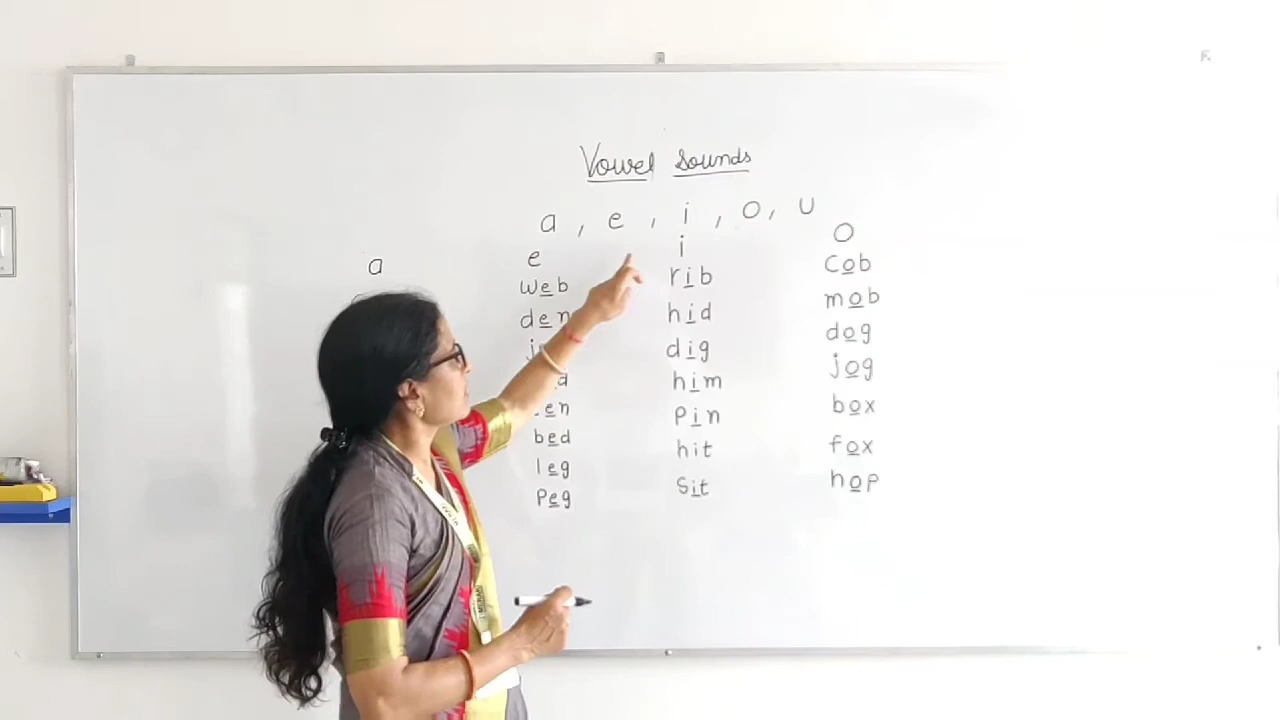 Vowel Sounds
a , e , i , o , u
a
e
web
den
bed
leg
peg
i
rib
hid
dig
him
Pin
hit
Sit
O
Cob
mob
dog
jog
box
fox
hop